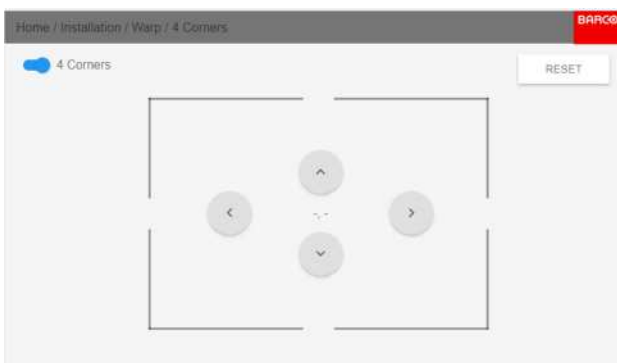 Home / Installation / Warp / 4 Corners
BARCO
4 Corners
RESET
-, -